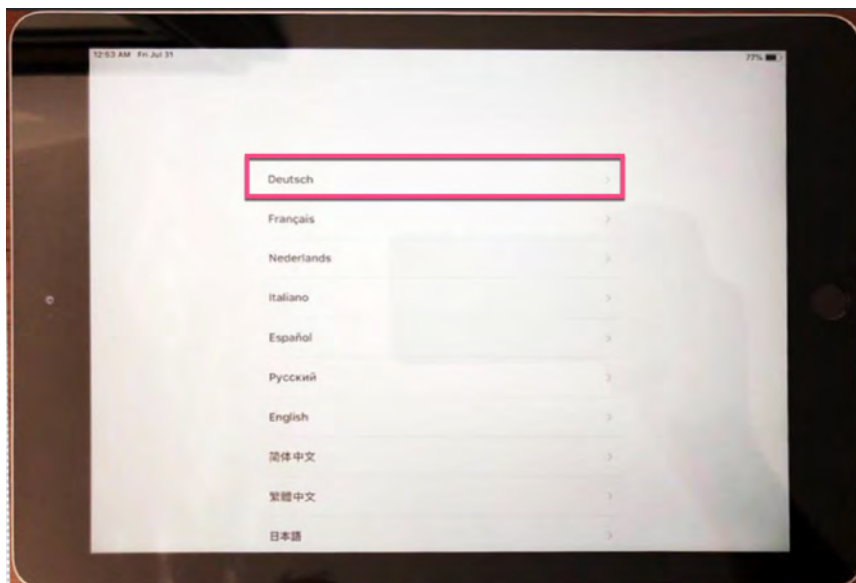 12:53 AM Fri Jul 31
77%
Deutsch
Français
Nederlands
Italiano
Español
Русский
English
简体中文
繁體中文
日本語